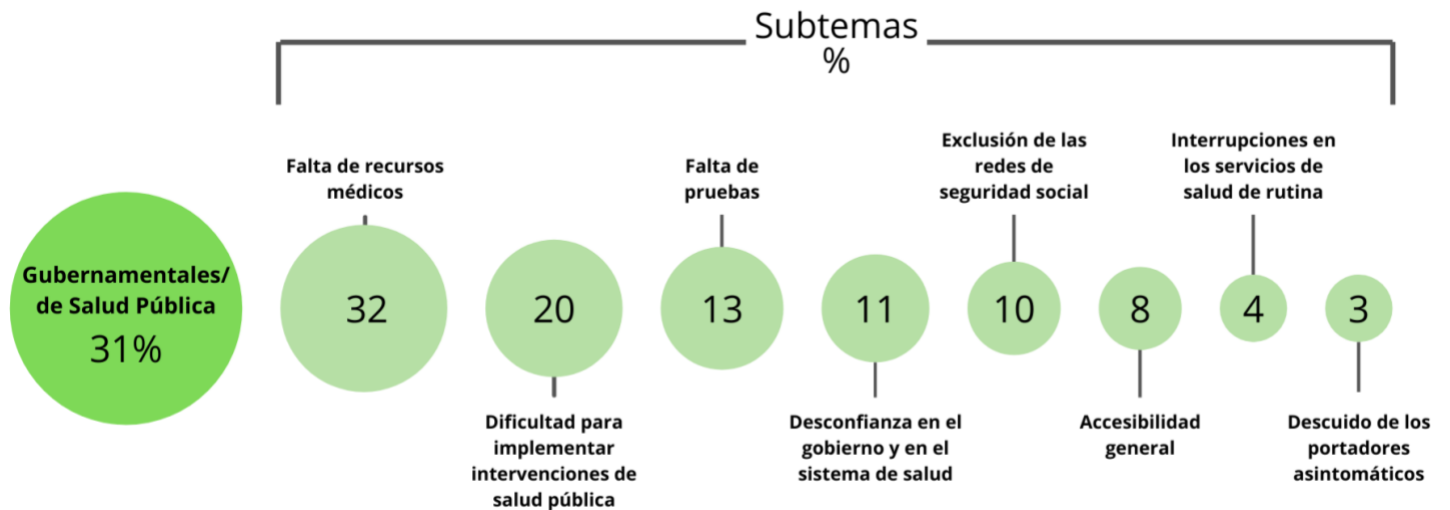 Subtemas
%
Gubernamentales/
de Salud Pública
31%
Falta de recursos
médicos
32
20
Dificultad para
implementar
intervenciones de
salud pública
Falta de
pruebas
13
11
Desconfianza en el
gobierno y en el
sistema de salud
Exclusión de las
redes de
seguridad social
10
8
Accesibilidad
general
Interrupciones en
los servicios de
salud de rutina
4
3
Descuido de los
portadores
asintomáticos